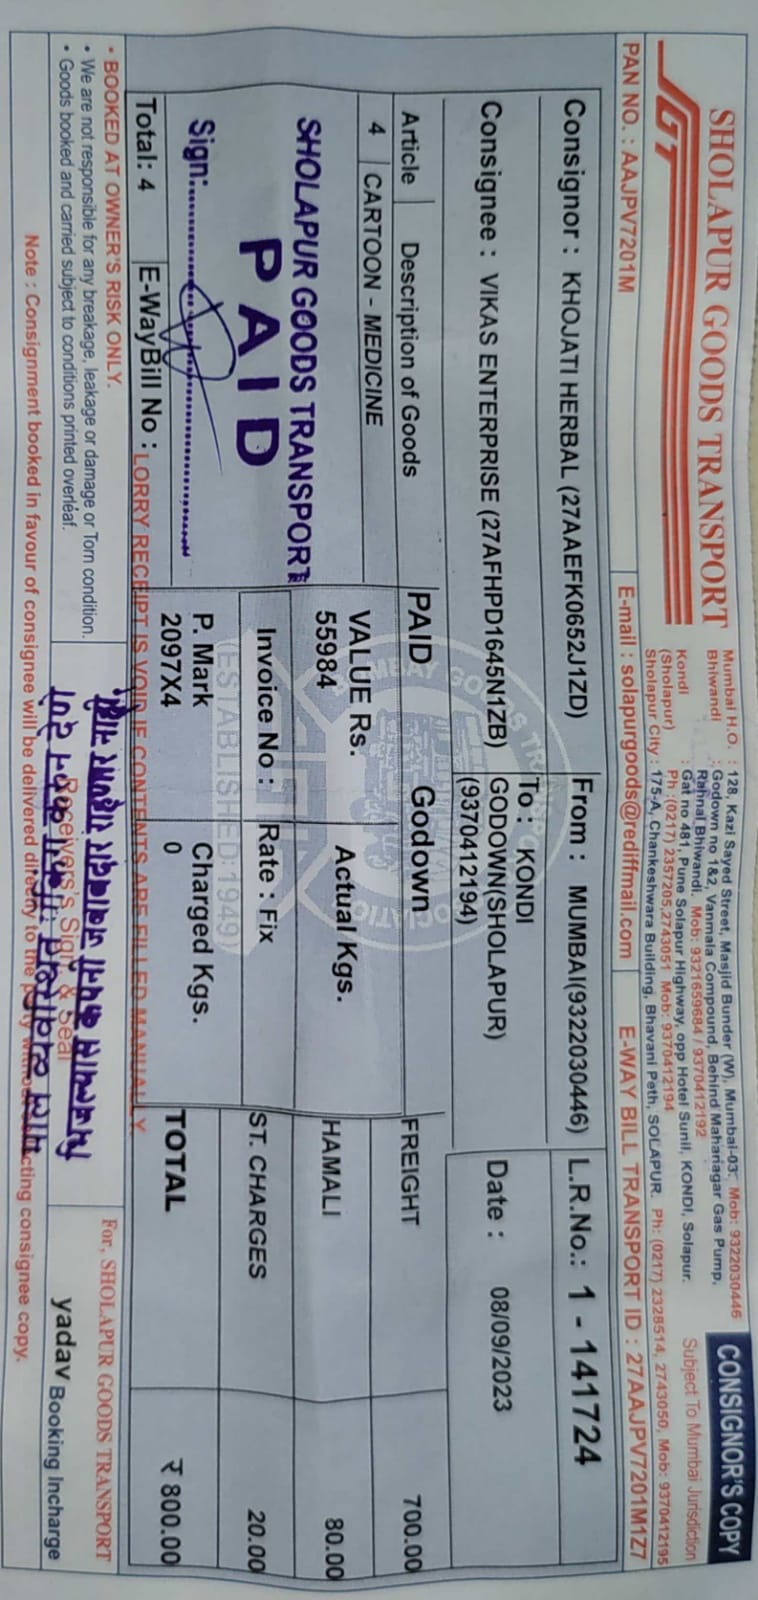 CONSIGNOR'S COPY
Subject To Mumbai Jurisdiction
SGT
SHOLAPUR GOODS TRANSPORT
Mumbai H.O. : 128, Kazi Sayed Street, Masjid Bunder (W), Mumbai-03. Mob: 9322030446
Bhiwandi : Godown no 1&2, Vanmala Compound, Behind Mahanagar Gas Pump,
Rahnal Bhiwandi. Mob: 9321659684 / 9370412192
Kondi : Gat no 481, Pune Solapur Highway, opp Hotel Sunil, KONDI, Solapur.
(Sholapur) Ph :(0217) 2357205,2743051 Mob: 9370412194
Sholapur City : 175-A, Chankeshwara Building, Bhavani Peth, SOLAPUR. Ph: (0217) 2328514, 2743050, Mob: 9370412195
PAN NO. : AAJPV7201M E-mail : solapurgoods@rediffmail.com E-WAY BILL TRANSPORT ID : 27AAJPV7201M1Z7
Consignor : KHOJATI HERBAL (27AAEFK0652J1ZD) From : MUMBAI(9322030446) L.R.No.: 1 - 141724
Consignee : VIKAS ENTERPRISE (27AFHPD1645N1ZB) To : KONDI GODOWN(SHOLAPUR) (9370412194) Date : 08/09/2023
Article Description of Goods PAID Godown FREIGHT 700.00
4 CARTOON - MEDICINE VALUE Rs. 55984 Actual Kgs. HAMALI 80.00
SHOLAPUR GOODS TRANSPORT
PAID
Sign:
Invoice No : Rate : Fix ST. CHARGES 20.00
P. Mark 2097X4 Charged Kgs. 0 TOTAL ₹ 800.00
BOMBAY GOODS TRANSPORT ASSOCIATION
(ESTABLISHED:1949)
Total: 4 E-WayBill No :
LORRY RECEIPT IS VOID IF CONTENTS ARE FILLED MANUALLY.
• BOOKED AT OWNER'S RISK ONLY.
• We are not responsible for any breakage, leakage or damage or Torn condition.
• Goods booked and carried subject to conditions printed overleaf.
Receivers's Sign & Seal
For, SHOLAPUR GOODS TRANSPORT
yadav Booking Incharge
Note : Consignment booked in favour of consignee will be delivered directly to the party without collecting consignee copy.